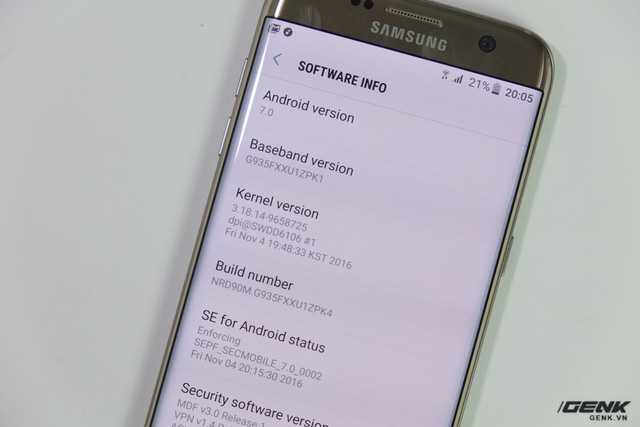 SAMSUNG
21% 20:05
SOFTWARE INFO
Android version
7.0
Baseband version
G935FXXU1ZPK1
Kernel version
3.18.14-9658725
dpi@SWDD6106 #1
Fri Nov 4 19:48:33 KST 2016
Build number
NRD90M.G935FXXU1ZPK4
SE for Android status
Enforcing
SEPF_SECMOBILE_7.0_0002
Fri Nov 04 20:15:30 2016
Security software version
MDF v3.0 Release 1
VPN v1.4 Release
GENK
GENK.VN